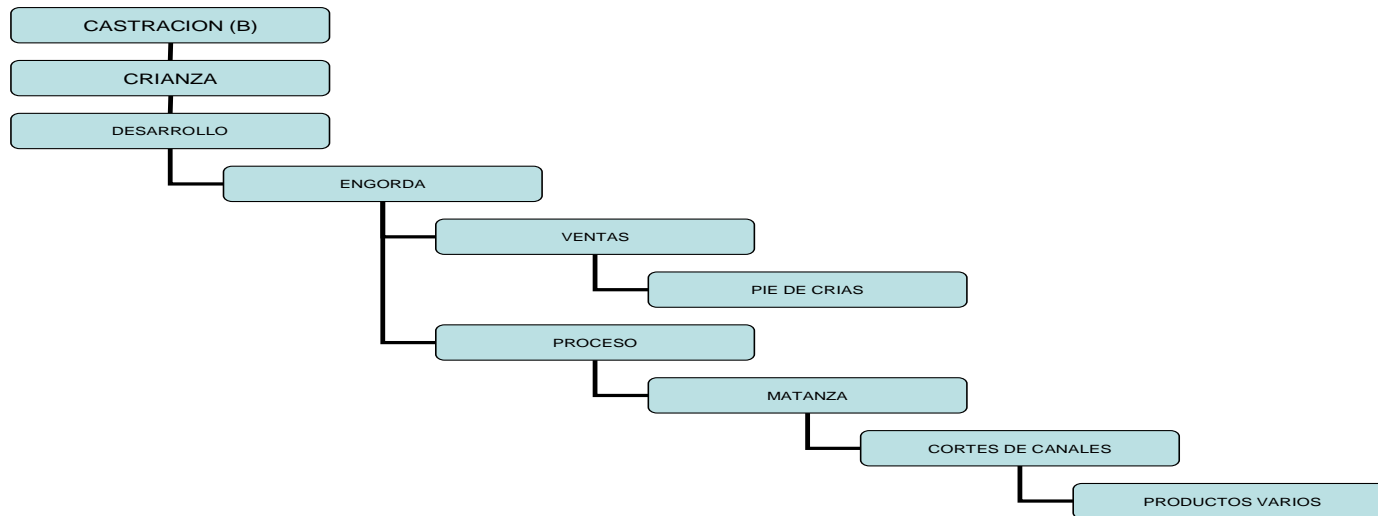 CASTRACION (B)
CRIANZA
DESARROLLO
ENGORDA
VENTAS
PIE DE CRIAS
PROCESO
MATANZA
CORTES DE CANALES
PRODUCTOS VARIOS